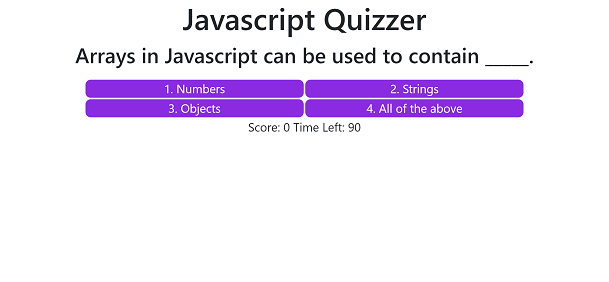 Javascript Quizzer
Arrays in Javascript can be used to contain _____.
1. Numbers 2. Strings
3. Objects 4. All of the above
Score: 0 Time Left: 90